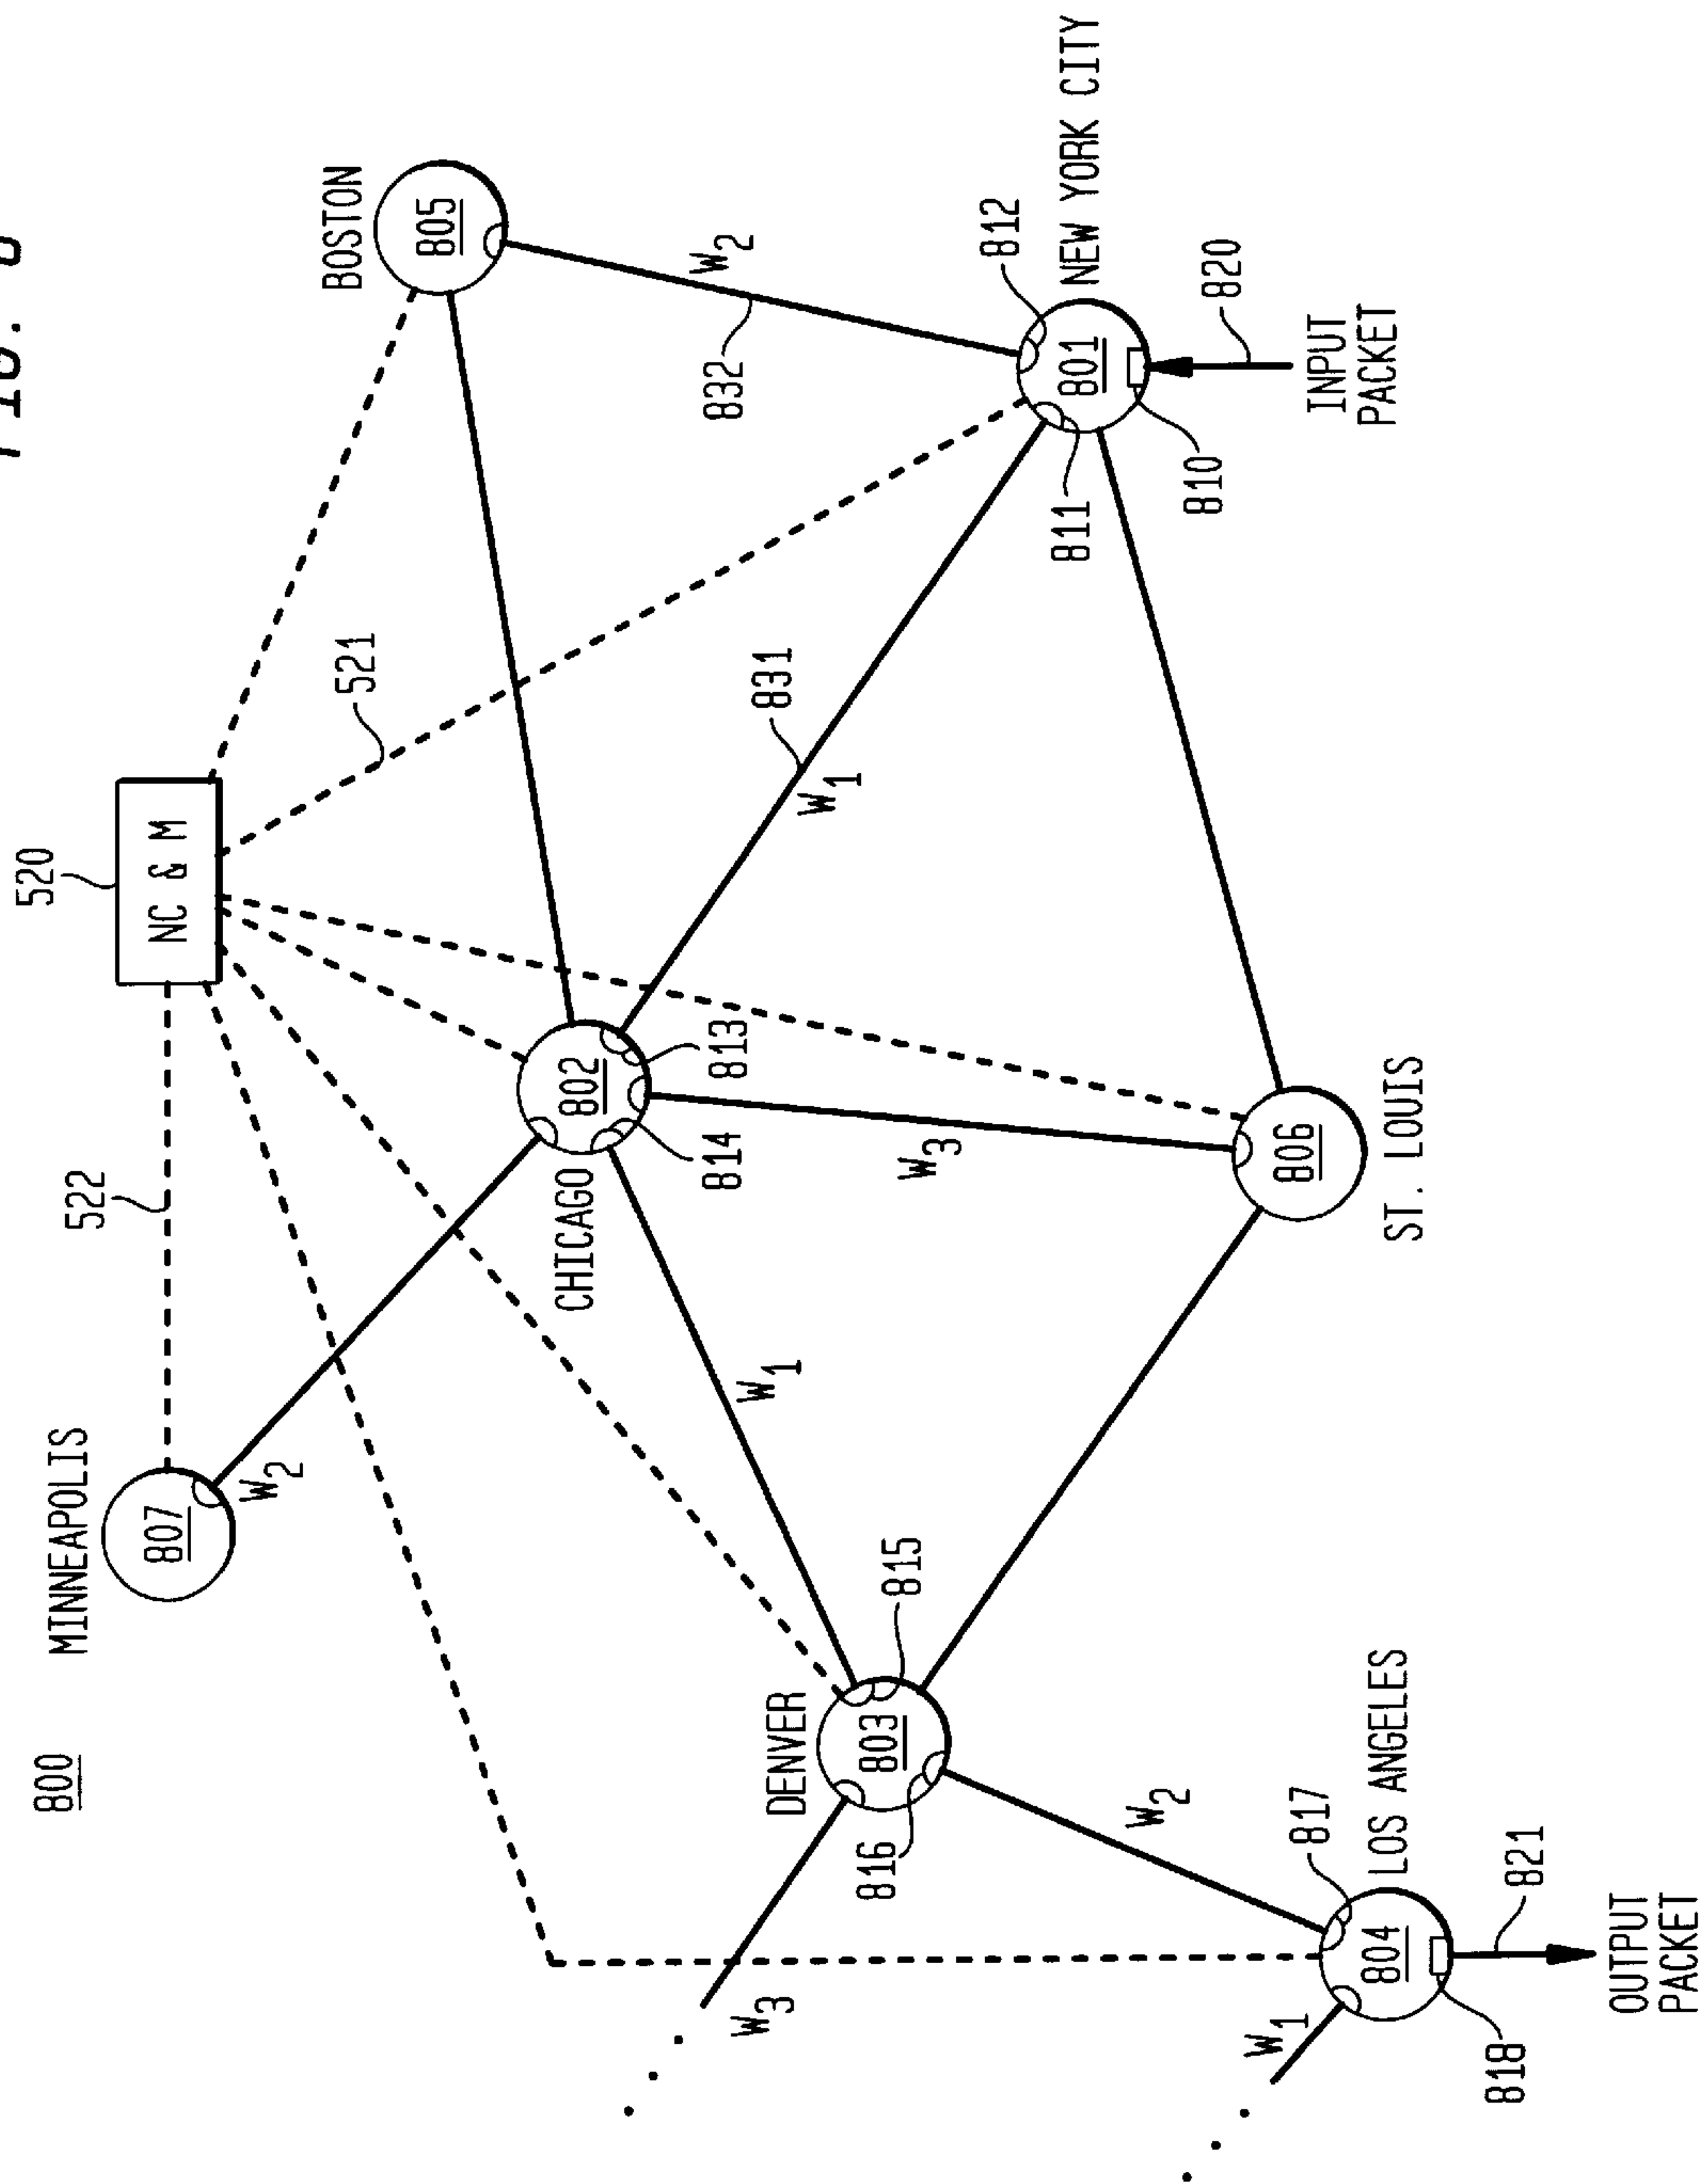 800
MINNEAPOLIS
807
W2
522
520
NC & M
521
BOSTON
805
W2
832
812
NEW YORK CITY
801
811
810
820
INPUT
PACKET
831
W1
802
CHICAGO
813
814
W3
806
ST. LOUIS
W1
DENVER
803
815
816
W3
W2
817
LOS ANGELES
804
W1
818
821
OUTPUT
PACKET